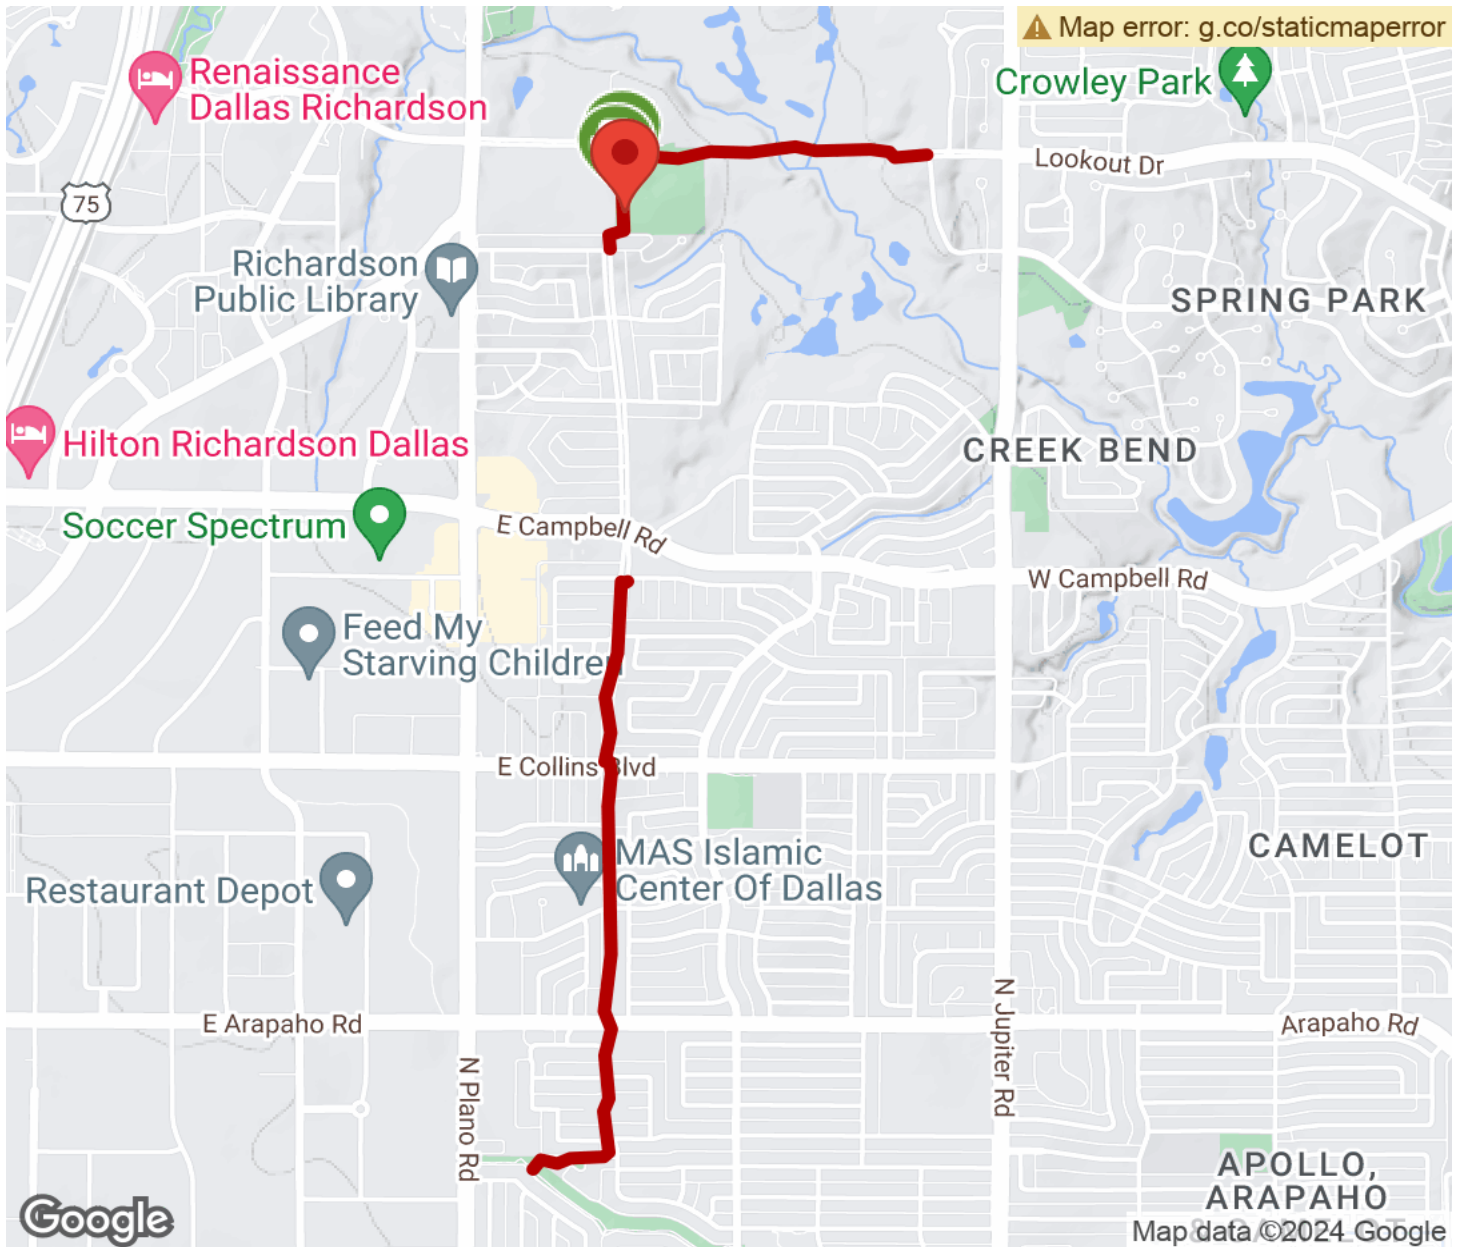 Map error: g.co/staticmaperror
Renaissance
Dallas Richardson
Crowley Park
Lookout Dr
75
Richardson
Public Library
SPRING PARK
Hilton Richardson Dallas
CREEK BEND
Soccer Spectrum
E Campbell Rd
W Campbell Rd
Feed My
Starving Children
E Collins Blvd
MAS Islamic
Center Of Dallas
CAMELOT
Restaurant Depot
N Jupiter Rd
E Arapaho Rd
Arapaho Rd
N Plano Rd
APOLLO,
ARAPAHO
Google
Map data ©2024 Google